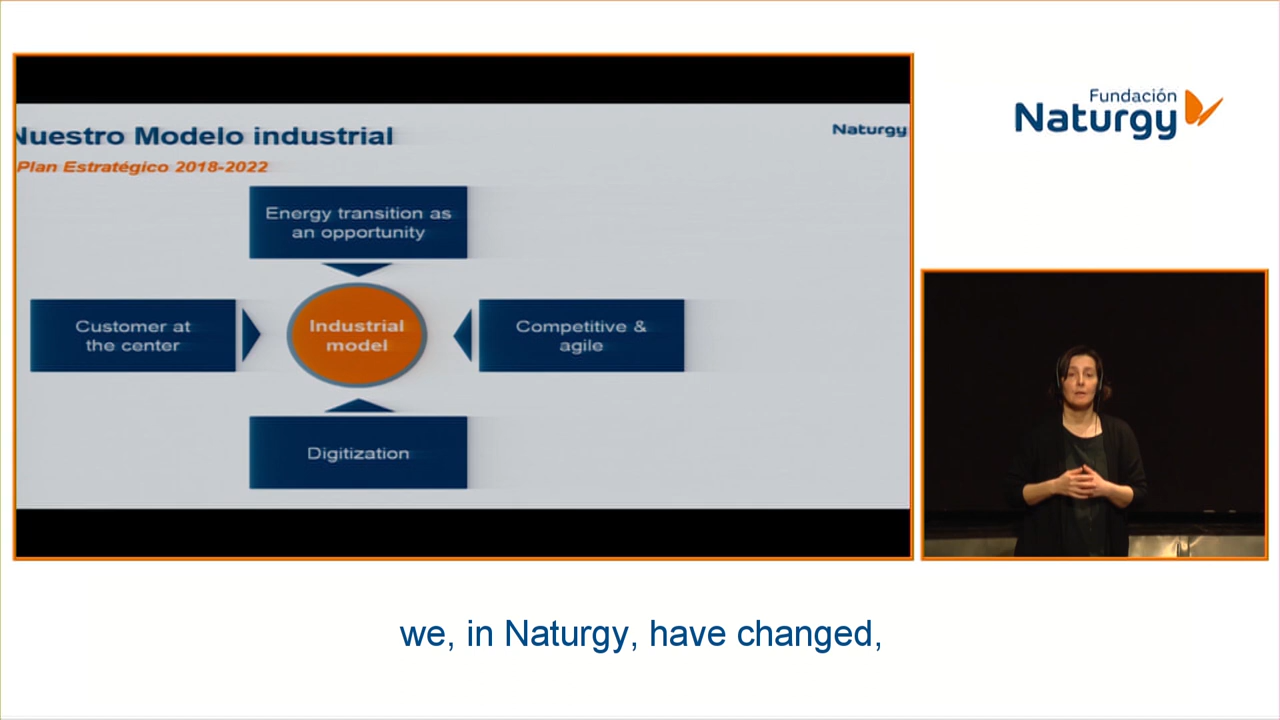 Nuestro Modelo industrial
Plan Estratégico 2018-2022
Naturgy
Energy transition as
an opportunity
Customer at
the center
Industrial
model
Competitive &
agile
Digitization
Fundación
Naturgy
we, in Naturgy, have changed,